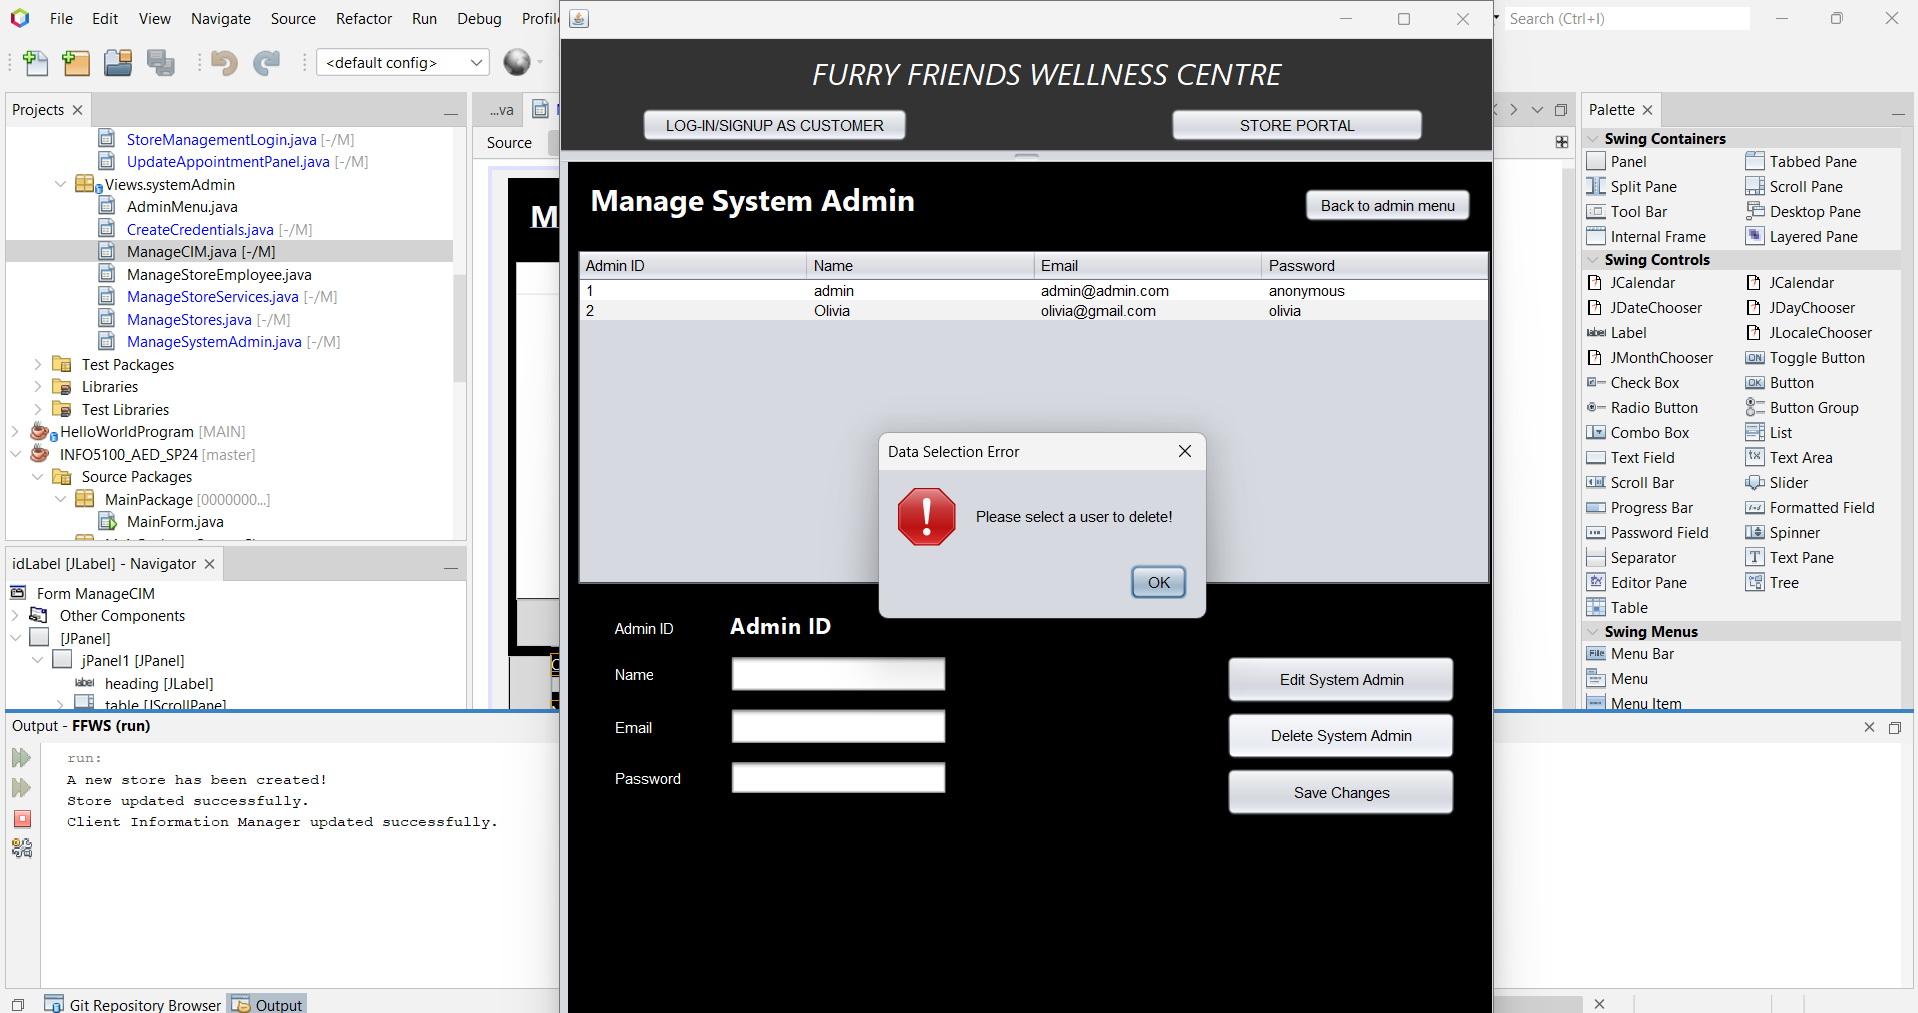 File Edit View Navigate Source Refactor Run Debug Profile
Search (Ctrl+I)
<default config>
Projects
StoreManagementLogin.java [-/M]
UpdateAppointmentPanel.java [-/M]
Views.systemAdmin
AdminMenu.java
CreateCredentials.java [-/M]
ManageCIM.java [-/M]
ManageStoreEmployee.java
ManageStoreServices.java [-/M]
ManageStores.java [-/M]
ManageSystemAdmin.java [-/M]
Test Packages
Libraries
Test Libraries
HelloWorldProgram [MAIN]
INFO5100_AED_SP24 [master]
Source Packages
MainPackage [0000000...]
MainForm.java
idLabel [JLabel] - Navigator
Form ManageCIM
Other Components
[JPanel]
jPanel1 [JPanel]
label heading [JLabel]
table [JScrollPane]
...va
Source
M
FURRY FRIENDS WELLNESS CENTRE
LOG-IN/SIGNUP AS CUSTOMER
STORE PORTAL
Manage System Admin
Back to admin menu
Admin ID Name Email Password
1 admin admin@admin.com anonymous
2 Olivia olivia@gmail.com olivia
Data Selection Error
Please select a user to delete!
OK
Admin ID Admin ID
Name
Email
Password
Edit System Admin
Delete System Admin
Save Changes
Palette
Swing Containers
Panel Tabbed Pane
Split Pane Scroll Pane
Tool Bar Desktop Pane
Internal Frame Layered Pane
Swing Controls
JCalendar JCalendar
JDateChooser JDayChooser
label Label JLocaleChooser
JMonthChooser ON Toggle Button
Check Box OK Button
Radio Button Button Group
Combo Box List
Text Field Text Area
Scroll Bar Slider
Progress Bar Formatted Field
Password Field Spinner
Separator T Text Pane
Editor Pane Tree
Table
Swing Menus
File Menu Bar
Menu
Menu Item
Output - FFWS (run)
run:
A new store has been created!
Store updated successfully.
Client Information Manager updated successfully.
Git Repository Browser
Output